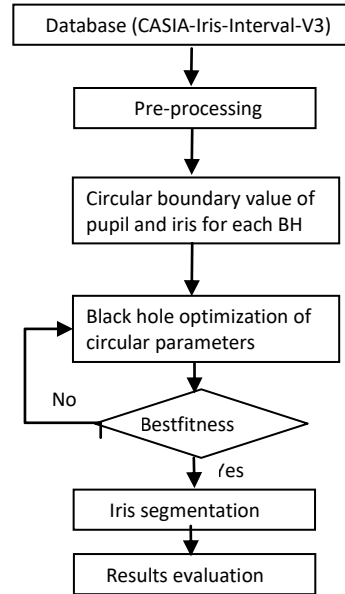 Database (CASIA-Iris-Interval-V3)
Pre-processing
Circular boundary value of
pupil and iris for each BH
Black hole optimization of
circular parameters
No
Bestfitness
Yes
Iris segmentation
Results evaluation